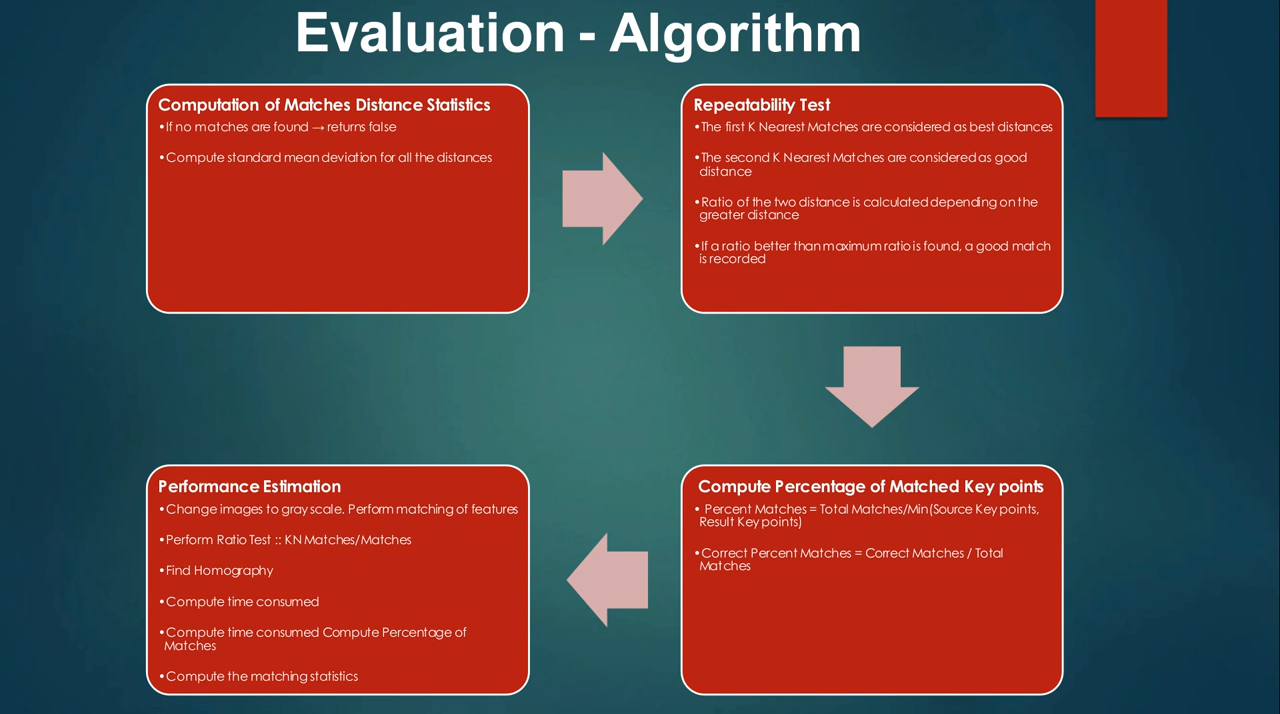 Evaluation - Algorithm
Computation of Matches Distance Statistics
•If no matches are found → returns false
•Compute standard mean deviation for all the distances
Repeatability Test
•The first K Nearest Matches are considered as best distances
•The second K Nearest Matches are considered as good
distance
•Ratio of the two distance is calculated depending on the
greater distance
•If a ratio better than maximum ratio is found, a good match
is recorded
Compute Percentage of Matched Key points
• Percent Matches = Total Matches/Min(Source Key points,
Result Key points)
•Correct Percent Matches = Correct Matches / Total
Matches
Performance Estimation
•Change images to gray scale. Perform matching of features
•Perform Ratio Test :: KN Matches/Matches
•Find Homography
•Compute time consumed
•Compute time consumed Compute Percentage of
Matches
•Compute the matching statistics